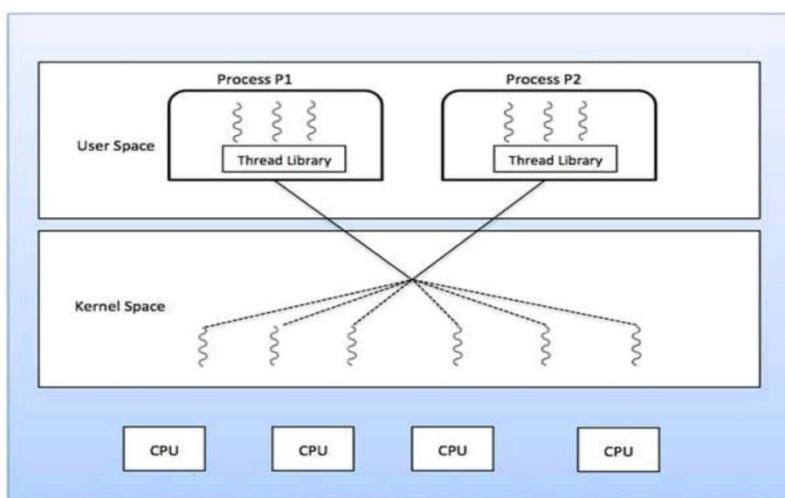 Process P1
Process P2
User Space
Thread Library
Thread Library
Kernel Space
CPU
CPU
CPU
CPU